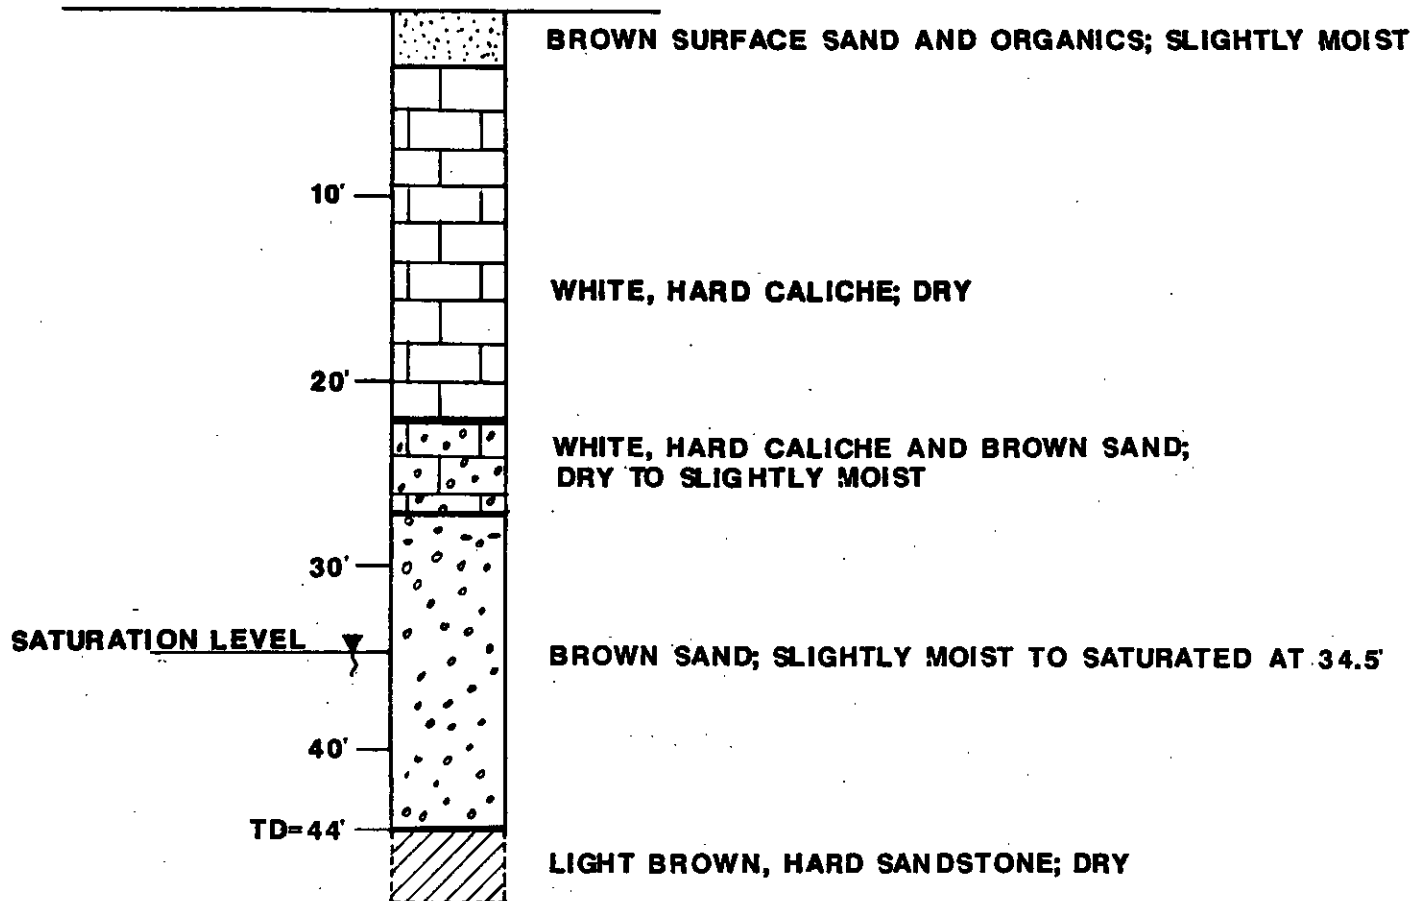 BROWN SURFACE SAND AND ORGANICS; SLIGHTLY MOIST
10'
WHITE, HARD CALICHE; DRY
20'
WHITE, HARD CALICHE AND BROWN SAND;
DRY TO SLIGHTLY MOIST
30'
SATURATION LEVEL
BROWN SAND; SLIGHTLY MOIST TO SATURATED AT 34.5'
40'
TD=44'
LIGHT BROWN, HARD SANDSTONE; DRY